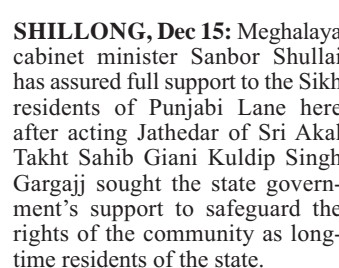 SHILLONG, Dec 15: Meghalaya
cabinet minister Sanbor Shullai
has assured full support to the Sikh
residents of Punjabi Lane here
after acting Jathedar of Sri Akal
Takht Sahib Giani Kuldip Singh
Gargajj sought the state govern-
ment's support to safeguard the
rights of the community as long-
time residents of the state.